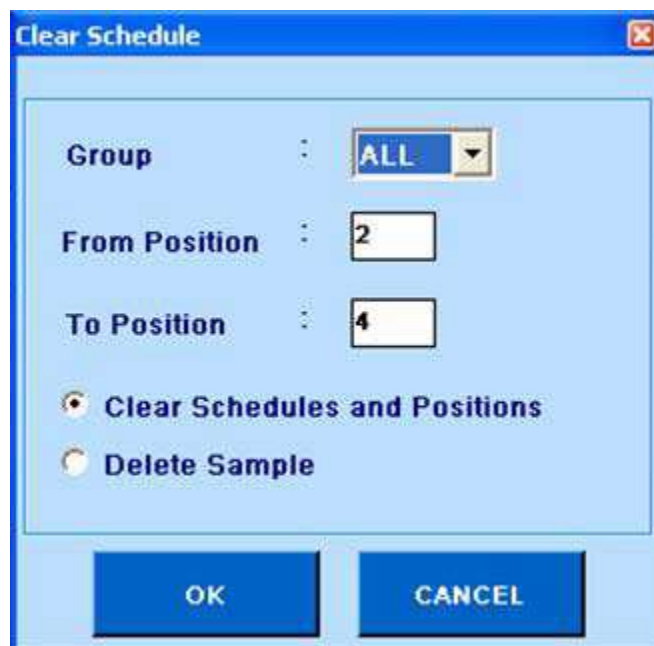 Clear Schedule
Group : ALL
From Position : 2
To Position : 4
Clear Schedules and Positions
Delete Sample
OK CANCEL